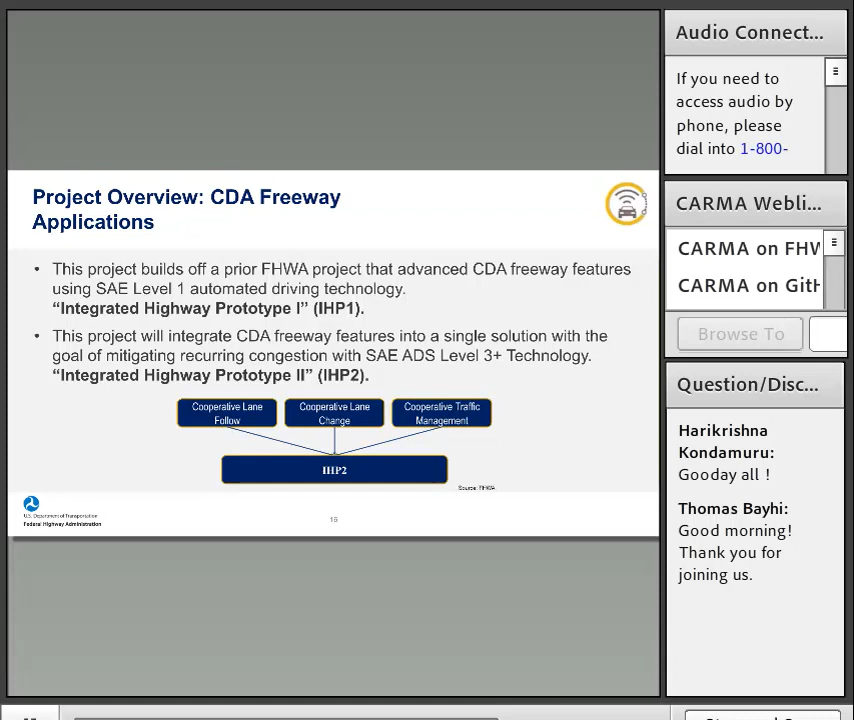 Project Overview: CDA Freeway
Applications
• This project builds off a prior FHWA project that advanced CDA freeway features
using SAE Level 1 automated driving technology.
“Integrated Highway Prototype I” (IHP1).
• This project will integrate CDA freeway features into a single solution with the
goal of mitigating recurring congestion with SAE ADS Level 3+ Technology.
“Integrated Highway Prototype II” (IHP2).
Cooperative Lane
Follow
Cooperative Lane
Change
Cooperative Traffic
Management
IHP2
Source: FHWA.
U.S. Department of Transportation
Federal Highway Administration
Audio Connect...
If you need to
access audio by
phone, please
dial into 1-800-
CARMA Webli...
CARMA on FHW
CARMA on GitH
Browse To
Question/Disc...
Harikrishna
Kondamuru:
Gooday all !
Thomas Bayhi:
Good morning!
Thank you for
joining us.